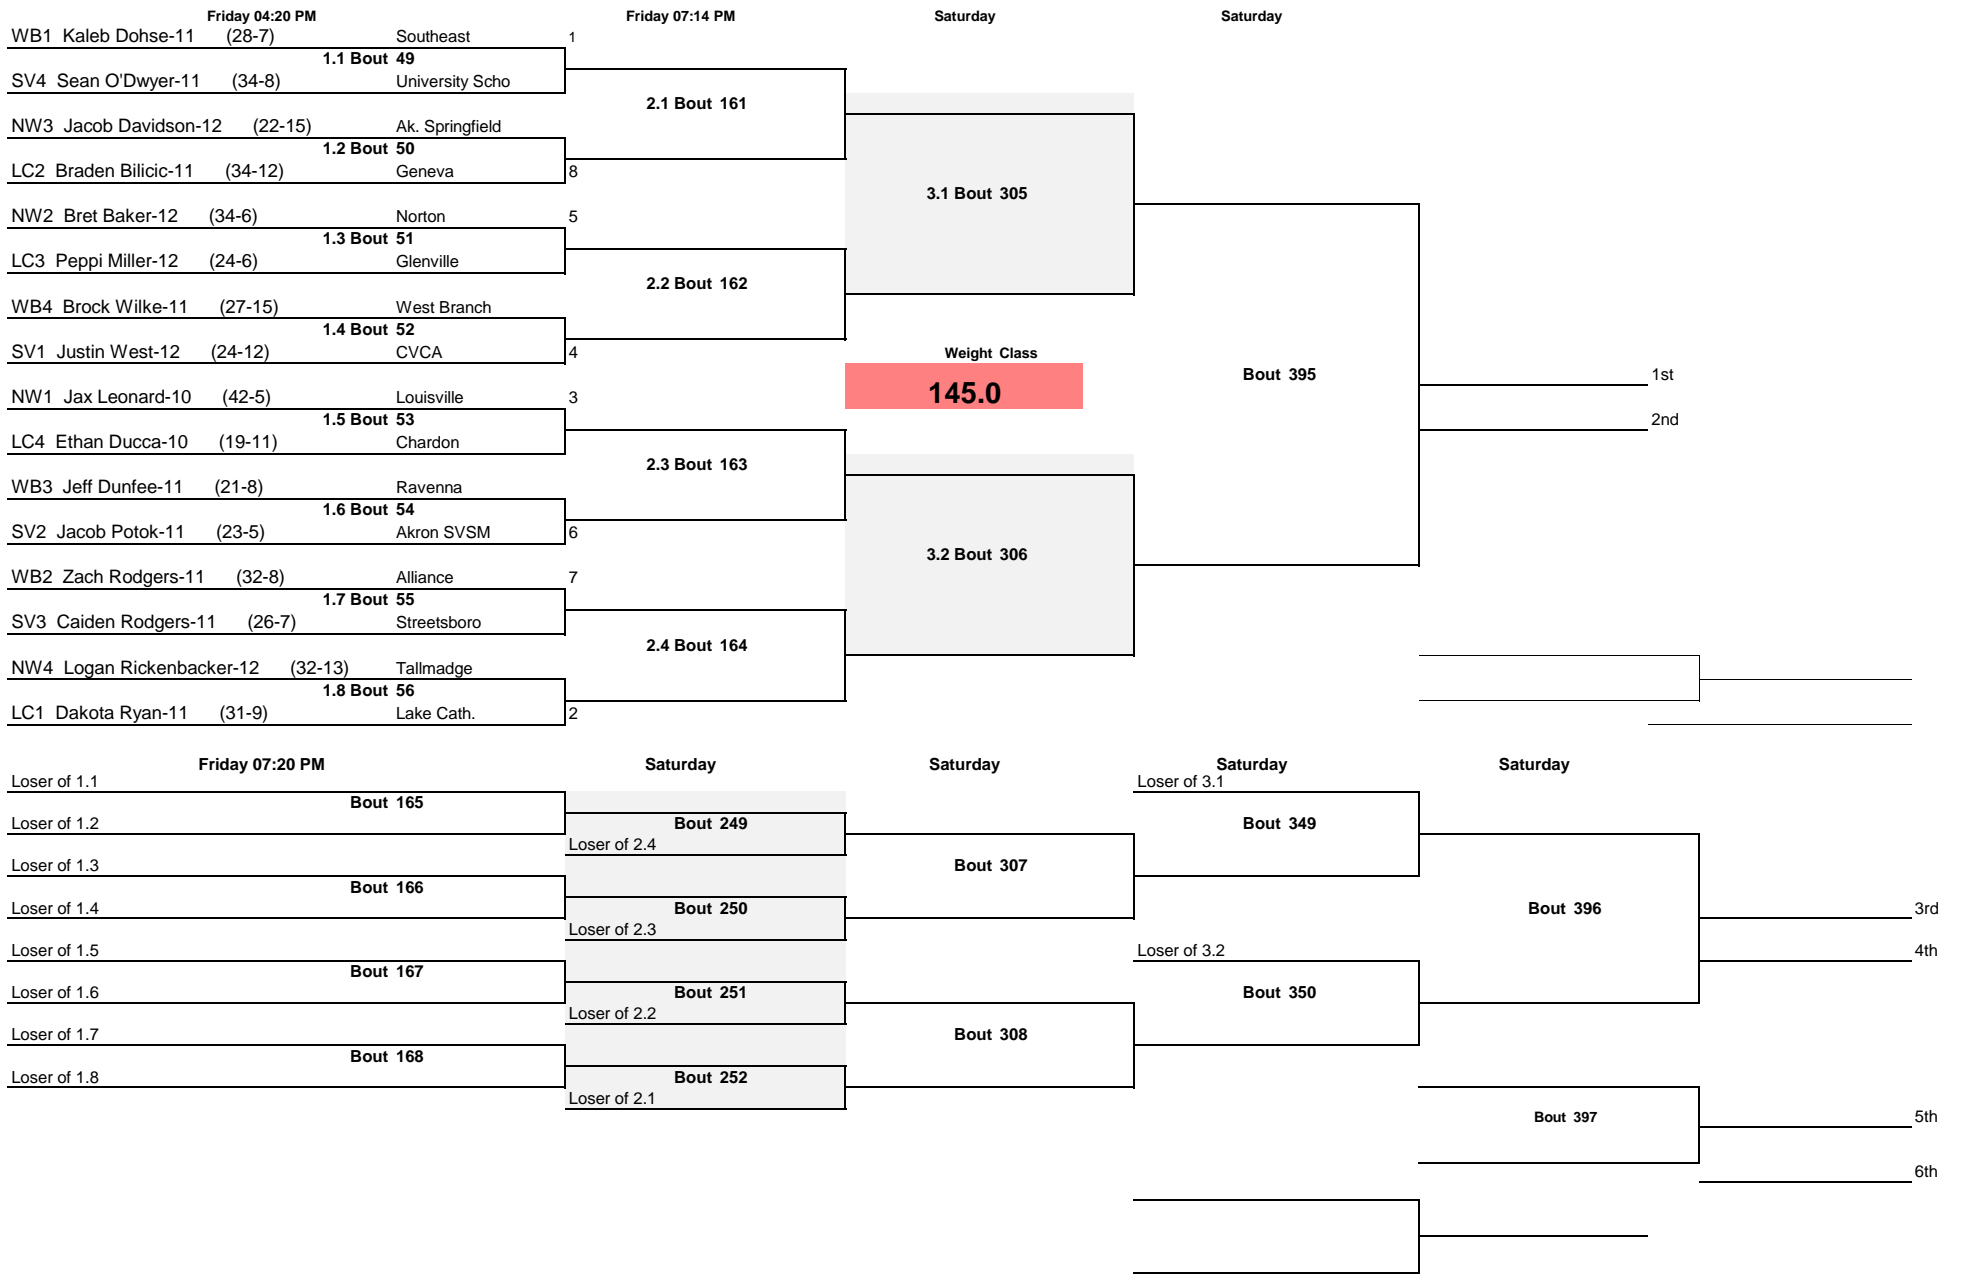 Friday 04:20 PM Friday 07:14 PM Saturday Saturday
WB1 Kaleb Dohse-11 (28-7) Southeast 1
1.1 Bout 49
SV4 Sean O'Dwyer-11 (34-8) University Scho
2.1 Bout 161
NW3 Jacob Davidson-12 (22-15) Ak. Springfield
1.2 Bout 50
LC2 Braden Bilicic-11 (34-12) Geneva 8
3.1 Bout 305
NW2 Bret Baker-12 (34-6) Norton 5
1.3 Bout 51
LC3 Peppi Miller-12 (24-6) Glenville
2.2 Bout 162
WB4 Brock Wilke-11 (27-15) West Branch
1.4 Bout 52
SV1 Justin West-12 (24-12) CVCA 4 Weight Class
Bout 395 1st
NW1 Jax Leonard-10 (42-5) Louisville 3 145.0
1.5 Bout 53 2nd
LC4 Ethan Ducca-10 (19-11) Chardon
2.3 Bout 163
WB3 Jeff Dunfee-11 (21-8) Ravenna
1.6 Bout 54
SV2 Jacob Potok-11 (23-5) Akron SVSM 6
3.2 Bout 306
WB2 Zach Rodgers-11 (32-8) Alliance 7
1.7 Bout 55
SV3 Caiden Rodgers-11 (26-7) Streetsboro
2.4 Bout 164
NW4 Logan Rickenbacker-12 (32-13) Tallmadge
1.8 Bout 56
LC1 Dakota Ryan-11 (31-9) Lake Cath. 2
Friday 07:20 PM Saturday Saturday Saturday Saturday
Loser of 1.1 Loser of 3.1
Bout 165
Loser of 1.2 Bout 249 Bout 349
Loser of 2.4
Loser of 1.3 Bout 307
Bout 166
Loser of 1.4 Bout 250 Bout 396 3rd
Loser of 2.3
Loser of 1.5 Loser of 3.2 4th
Bout 167
Loser of 1.6 Bout 251 Bout 350
Loser of 2.2
Loser of 1.7 Bout 308
Bout 168
Loser of 1.8 Bout 252
Loser of 2.1
Bout 397 5th
6th